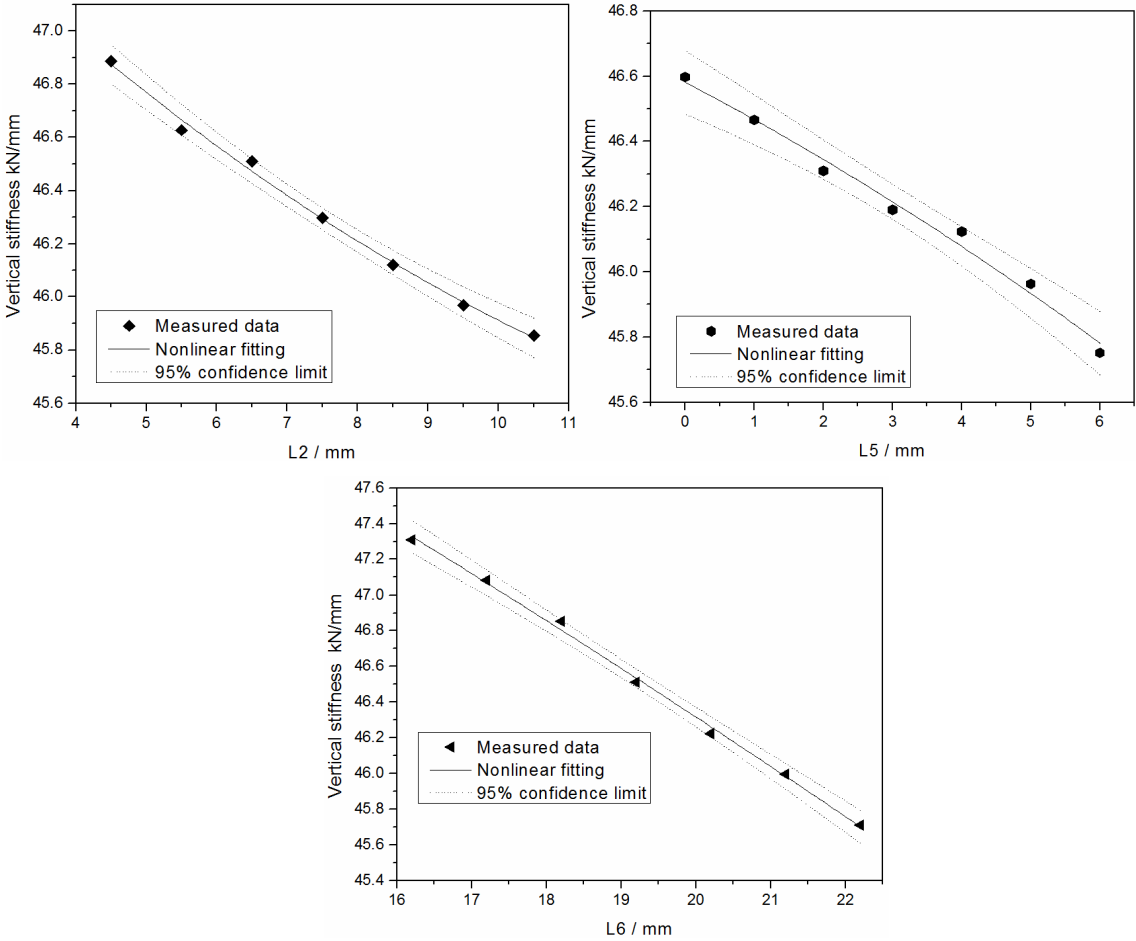 47.0
46.8
46.6
46.4
46.2
46.0
45.8
45.6
Vertical stiffness kN/mm
Measured data
Nonlinear fitting
95% confidence limit
4 5 6 7 8 9 10 11
L2 / mm
46.8
46.6
46.4
46.2
46.0
45.8
45.6
Vertical stiffness kN/mm
Measured data
Nonlinear fitting
95% confidence limit
0 1 2 3 4 5 6
L5 / mm
47.6
47.4
47.2
47.0
46.8
46.6
46.4
46.2
46.0
45.8
45.6
45.4
Vertical stiffness kN/mm
Measured data
Nonlinear fitting
95% confidence limit
16 17 18 19 20 21 22
L6 / mm